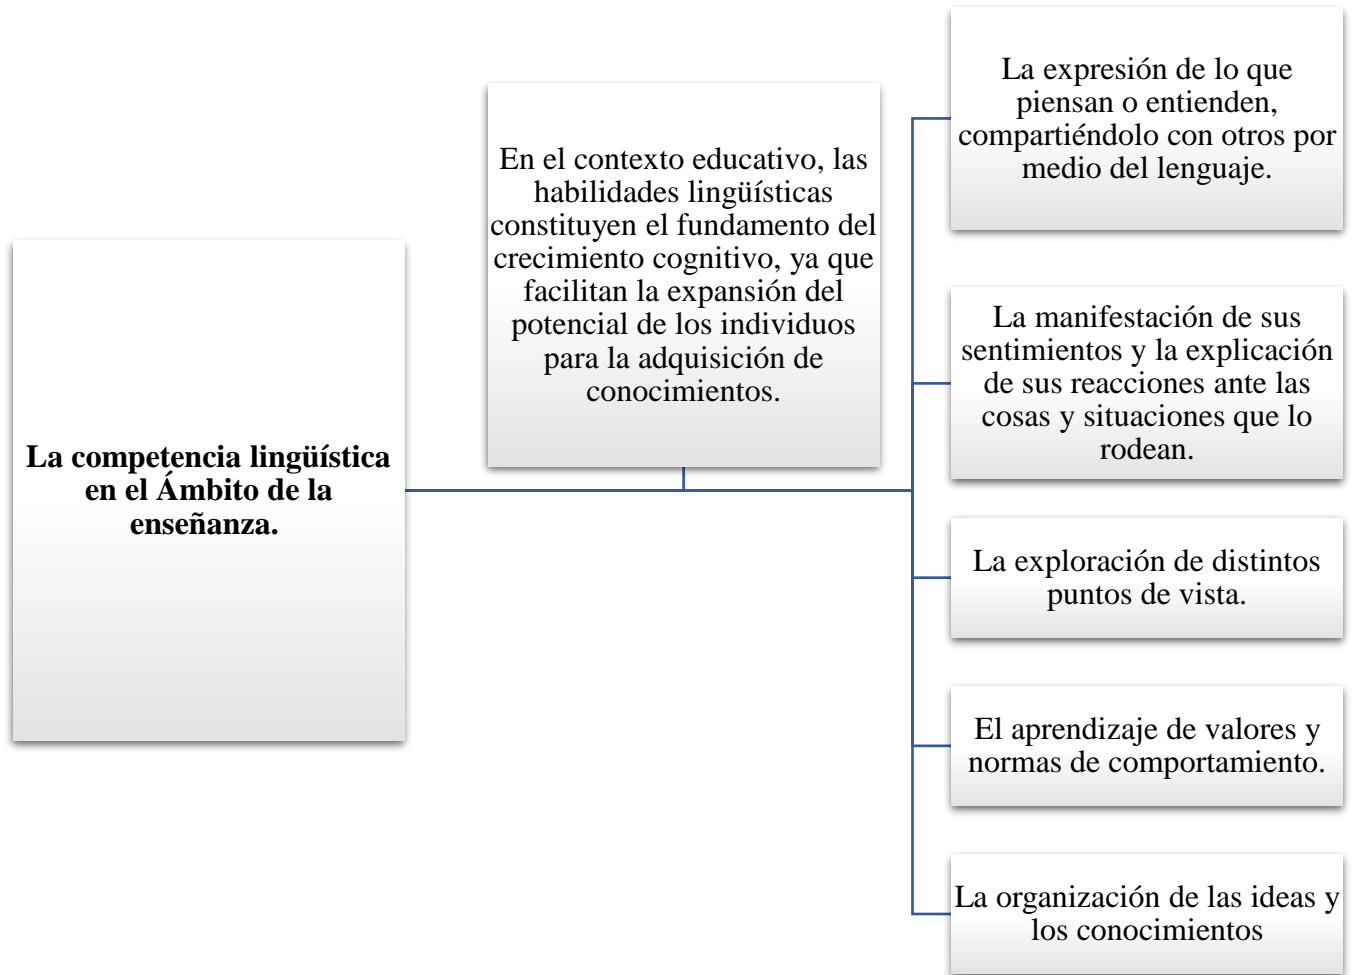 La competencia lingüística
en el Ámbito de la
enseñanza.
En el contexto educativo, las
habilidades lingüísticas
constituyen el fundamento del
crecimiento cognitivo, ya que
facilitan la expansión del
potencial de los individuos
para la adquisición de
conocimientos.
La expresión de lo que
piensan o entienden,
compartiéndolo con otros por
medio del lenguaje.
La manifestación de sus
sentimientos y la explicación
de sus reacciones ante las
cosas y situaciones que lo
rodean.
La exploración de distintos
puntos de vista.
El aprendizaje de valores y
normas de comportamiento.
La organización de las ideas y
los conocimientos